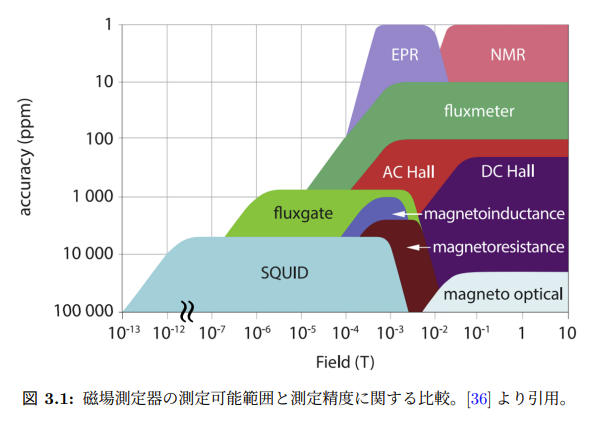 accuracy (ppm)
1
10
100
1 000
10 000
100 000
EPR
NMR
fluxmeter
AC Hall
DC Hall
fluxgate
magnetoinductance
magnetoresistance
SQUID
magneto optical
10⁻¹³ 10⁻¹² 10⁻⁷ 10⁻⁶ 10⁻⁵ 10⁻⁴ 10⁻³ 10⁻² 10⁻¹ 1 10
Field (T)
図 3.1: 磁場測定器の測定可能範囲と測定精度に関する比較。[36] より引用。